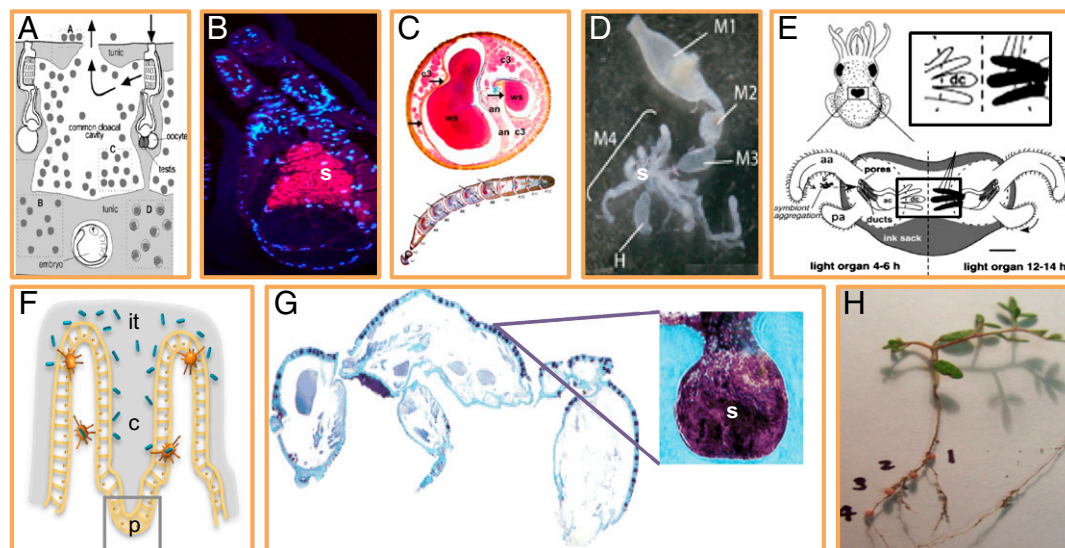 A
A
tunic
common cloacal
cavity
oocyte
testis
C
B
tunic
D
embryo
B
S
C
c3
c3
ws
ws
an
an
c3
D
M1
M2
M4
M3
S
H
E
dc
aa
pores
ac
dc
symbiont
aggregation
pa
ducts
ink sack
light organ 4-6 h
light organ 12-14 h
F
it
c
p
G
S
H
1
2
3
4